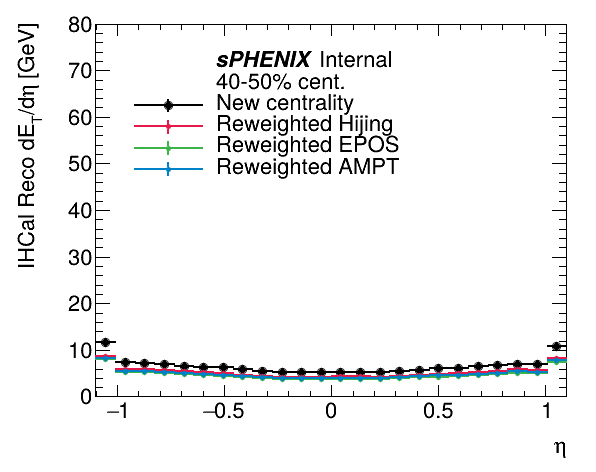 IHCal Reco dE_T/dη [GeV]
80
70
60
50
40
30
20
10
0
sPHENIX Internal
40-50% cent.
New centrality
Reweighted Hijing
Reweighted EPOS
Reweighted AMPT
−1 −0.5 0 0.5 1
η